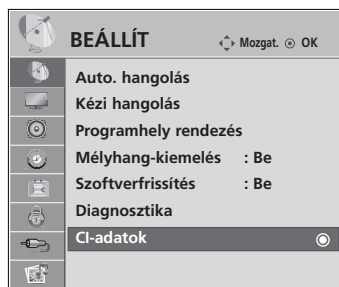 BEÁLLÍT Mozgat. OK
Auto. hangolás
Kézi hangolás
Programhely rendezés
Mélyhang-kiemelés : Be
Szoftverfrissítés : Be
Diagnosztika
CI-adatok